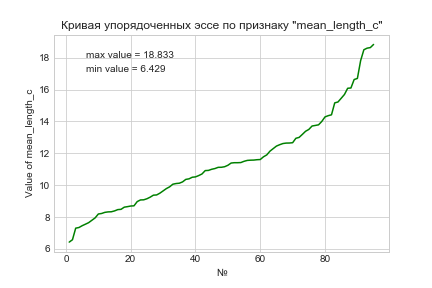 Кривая упорядоченных эссе по признаку "mean_length_c"
max value = 18.833
min value = 6.429
Value of mean_length_c
18
16
14
12
10
8
6
0 20 40 60 80
№